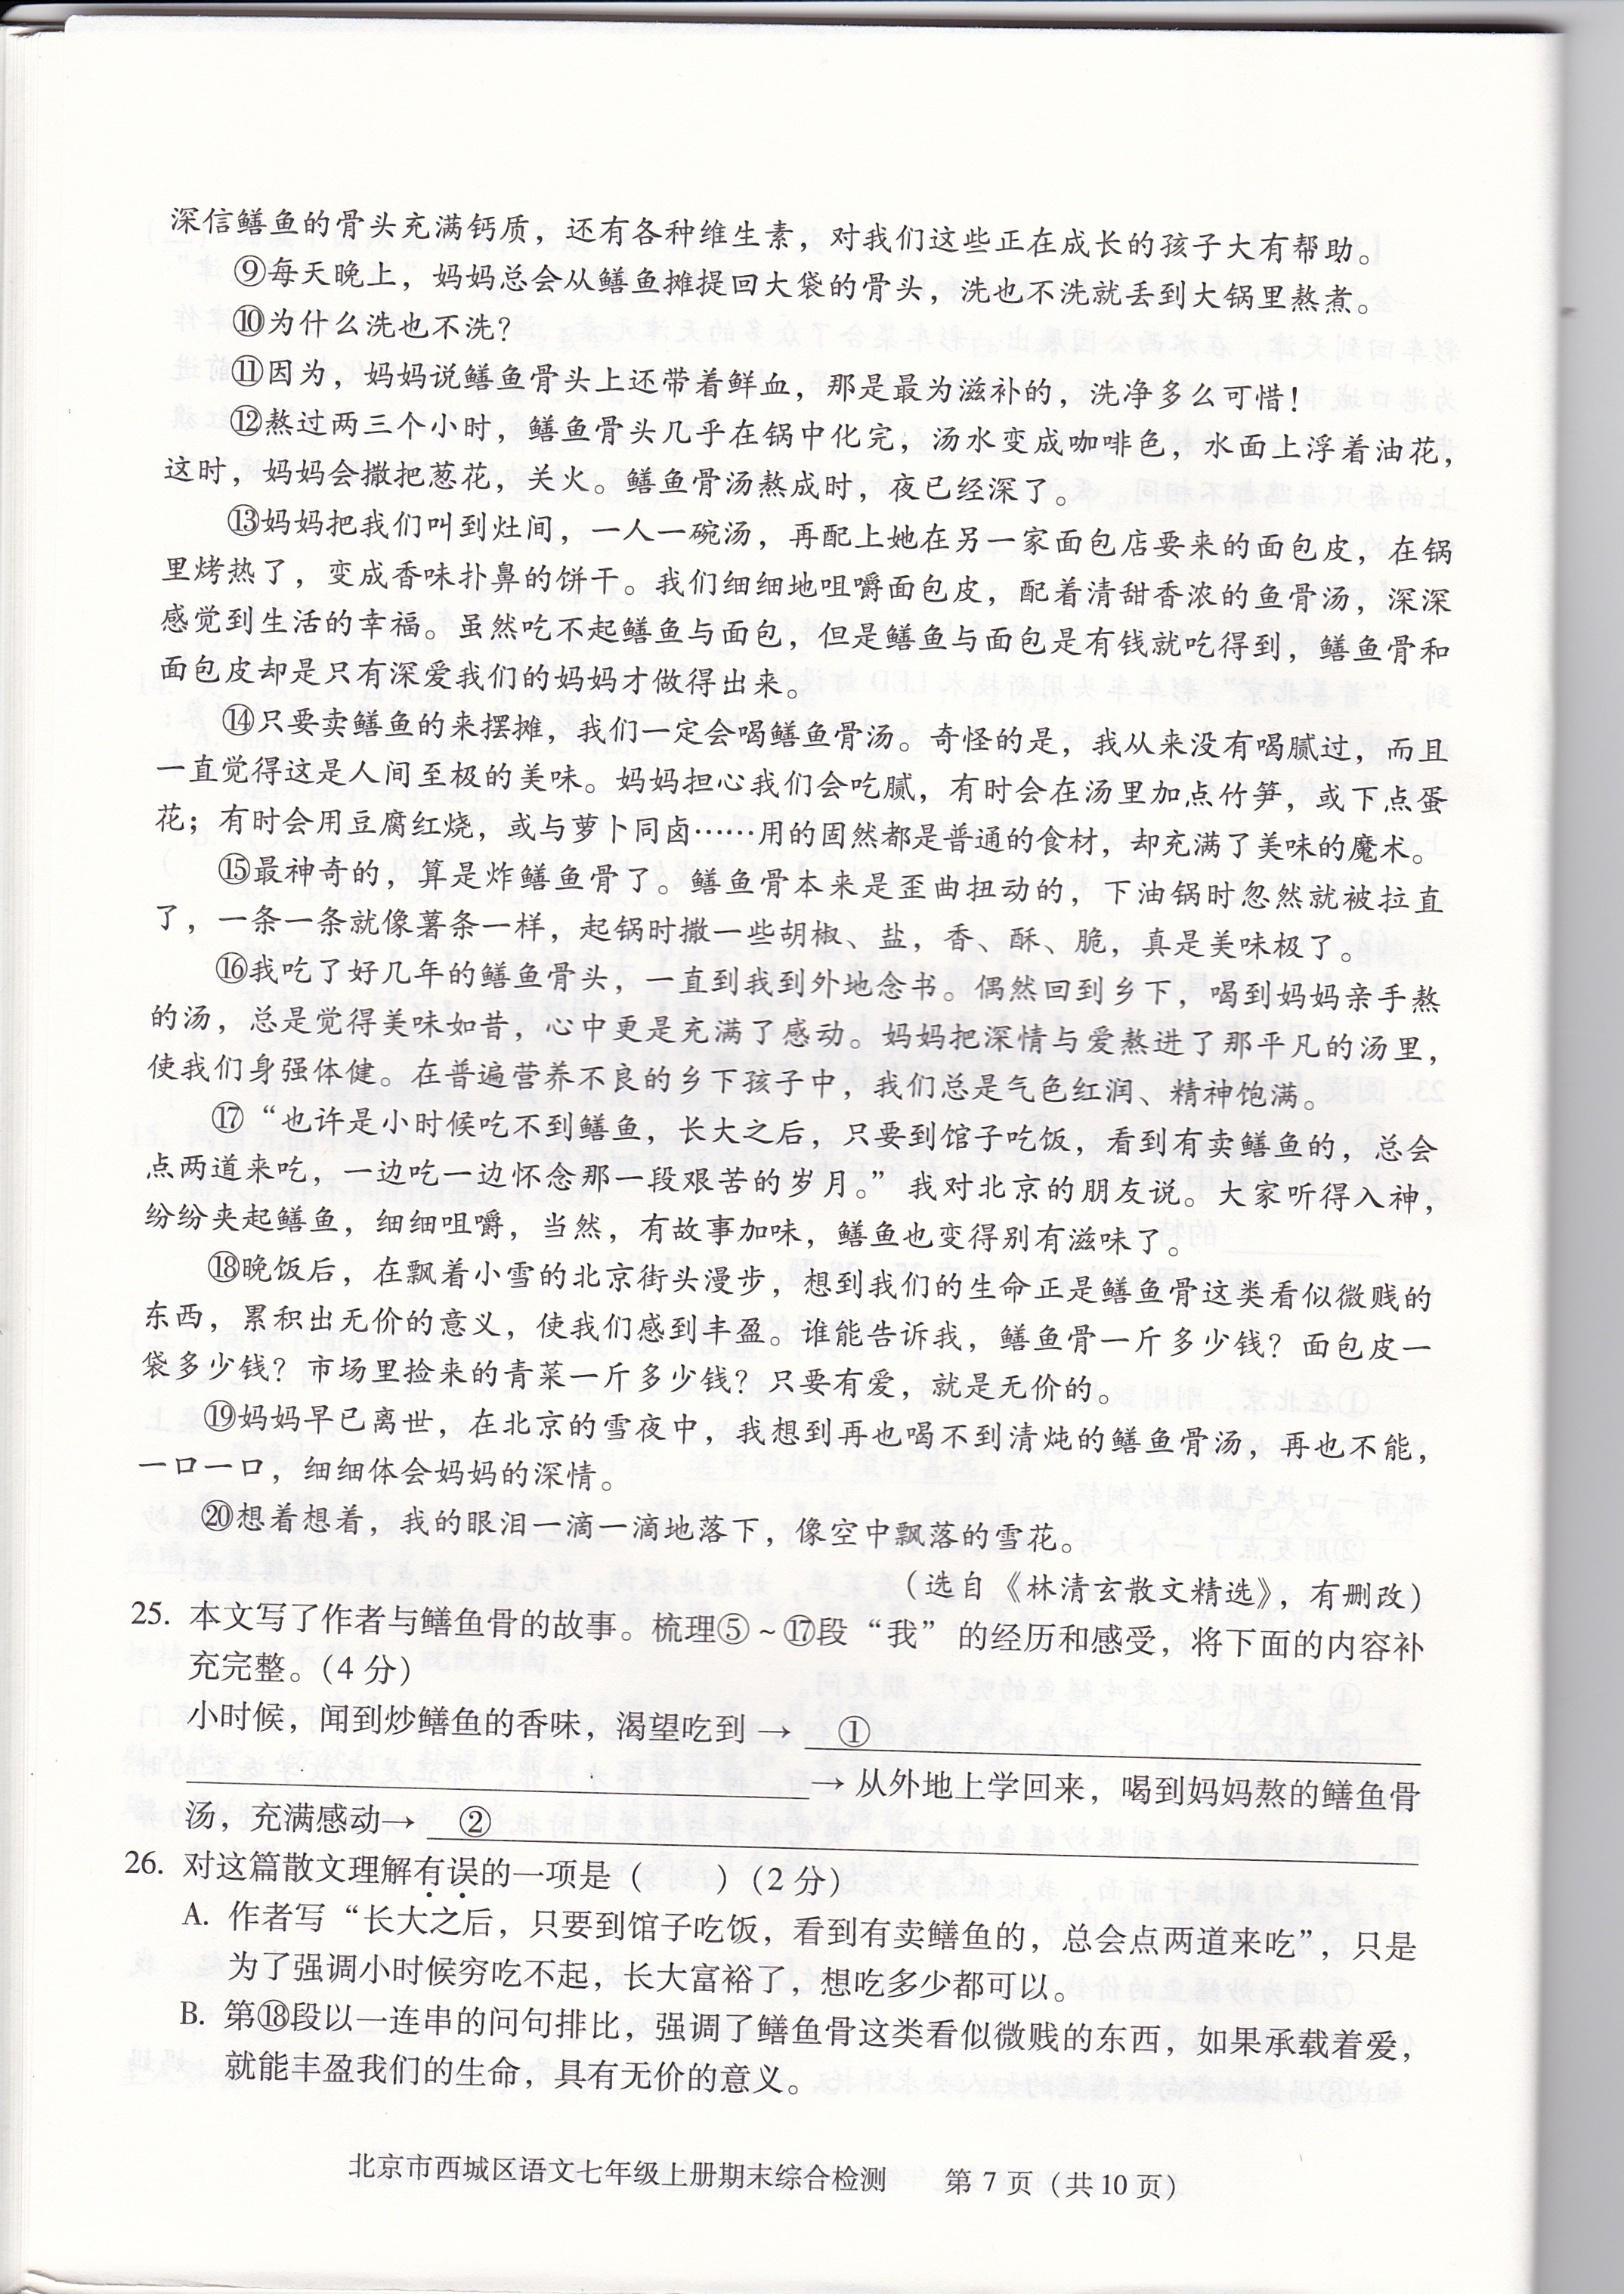 深信鳝鱼的骨头充满钙质，还有各种维生素，对我们这些正在成长的孩子大有帮助。
⑨每天晚上，妈妈总会从鳝鱼摊提回大袋的骨头，洗也不洗就丢到大锅里熬煮。
⑩为什么洗也不洗？
⑪因为，妈妈说鳝鱼骨头上还带着鲜血，那是最为滋补的，洗净多么可惜！
⑫熬过两三个小时，鳝鱼骨头几乎在锅中化完，汤水变成咖啡色，水面上浮着油花，
这时，妈妈会撒把葱花，关火。鳝鱼骨汤熬成时，夜已经深了。
⑬妈妈把我们叫到灶间，一人一碗汤，再配上她在另一家面包店要来的面包皮，在锅
里烤热了，变成香味扑鼻的饼干。我们细细地咀嚼面包皮，配着清甜香浓的鱼骨汤，深深
感觉到生活的幸福。虽然吃不起鳝鱼与面包，但是鳝鱼与面包是有钱就吃得到，鳝鱼骨和
面包皮却是只有深爱我们的妈妈才做得出来。
⑭只要卖鳝鱼的来摆摊，我们一定会喝鳝鱼骨汤。奇怪的是，我从来没有喝腻过，而且
一直觉得这是人间至极的美味。妈妈担心我们会吃腻，有时会在汤里加点竹笋，或下点蛋
花；有时会用豆腐红烧，或与萝卜同卤……用的固然都是普通的食材，却充满了美味的魔术。
⑮最神奇的，算是炸鳝鱼骨了。鳝鱼骨本来是歪曲扭动的，下油锅时忽然就被拉直
了，一条一条就像薯条一样，起锅时撒一些胡椒、盐，香、酥、脆，真是美味极了。
⑯我吃了好几年的鳝鱼骨头，一直到我到外地念书。偶然回到乡下，喝到妈妈亲手熬
的汤，总是觉得美味如昔，心中更是充满了感动。妈妈把深情与爱熬进了那平凡的汤里，
使我们身强体健。在普遍营养不良的乡下孩子中，我们总是气色红润、精神饱满。
⑰“也许是小时候吃不到鳝鱼，长大之后，只要到馆子吃饭，看到有卖鳝鱼的，总会
点两道来吃，一边吃一边怀念那一段艰苦的岁月。”我对北京的朋友说。大家听得入神，
纷纷夹起鳝鱼，细细咀嚼，当然，有故事加味，鳝鱼也变得别有滋味了。
⑱晚饭后，在飘着小雪的北京街头漫步，想到我们的生命正是鳝鱼骨这类看似微贱的
东西，累积出无价的意义，使我们感到丰盈。谁能告诉我，鳝鱼骨一斤多少钱？面包皮一
袋多少钱？市场里捡来的青菜一斤多少钱？只要有爱，就是无价的。
⑲妈妈早已离世，在北京的雪夜中，我想到再也喝不到清炖的鳝鱼骨汤，再也不能，
一口一口，细细体会妈妈的深情。
⑳想着想着，我的眼泪一滴一滴地落下，像空中飘落的雪花。
（选自《林清玄散文精选》，有删改）
25. 本文写了作者与鳝鱼骨的故事。梳理⑤~⑰段“我”的经历和感受，将下面的内容补
充完整。（4 分）
小时候，闻到炒鳝鱼的香味，渴望吃到→ ①
→从外地上学回来，喝到妈妈熬的鳝鱼骨
汤，充满感动→ ②
26. 对这篇散文理解有误的一项是（　　）（2 分）
A. 作者写“长大之后，只要到馆子吃饭，看到有卖鳝鱼的，总会点两道来吃”，只是
为了强调小时候穷吃不起，长大富裕了，想吃多少都可以。
B. 第⑱段以一连串的问句排比，强调了鳝鱼骨这类看似微贱的东西，如果承载着爱，
就能丰盈我们的生命，具有无价的意义。
北京市西城区语文七年级上册期末综合检测　第 7 页（共 10 页）